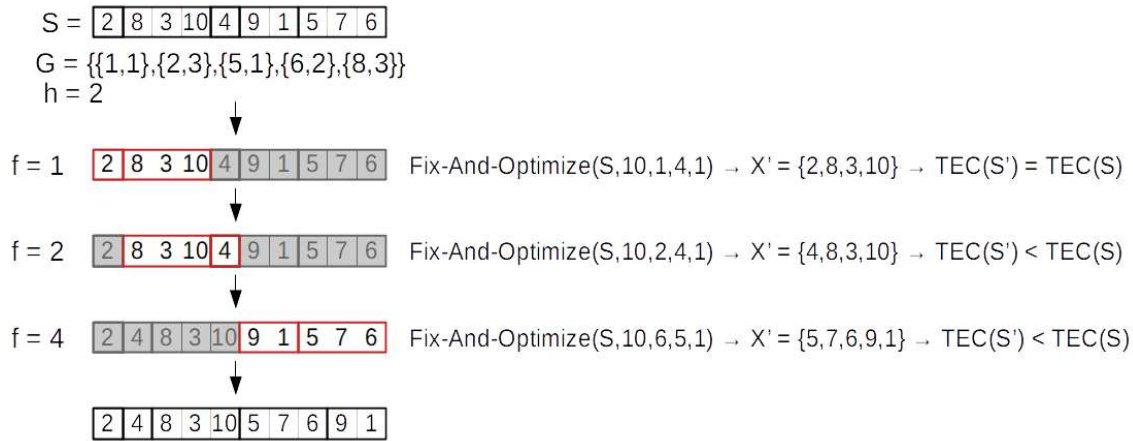 S = 2 8 3 10 4 9 1 5 7 6
G = {{1,1},{2,3},{5,1},{6,2},{8,3}}
h = 2
f = 1 2 8 3 10 4 9 1 5 7 6 Fix-And-Optimize(S,10,1,4,1) → X' = {2,8,3,10} → TEC(S') = TEC(S)
f = 2 2 8 3 10 4 9 1 5 7 6 Fix-And-Optimize(S,10,2,4,1) → X' = {4,8,3,10} → TEC(S') < TEC(S)
f = 4 2 4 8 3 10 9 1 5 7 6 Fix-And-Optimize(S,10,6,5,1) → X' = {5,7,6,9,1} → TEC(S') < TEC(S)
2 4 8 3 10 5 7 6 9 1